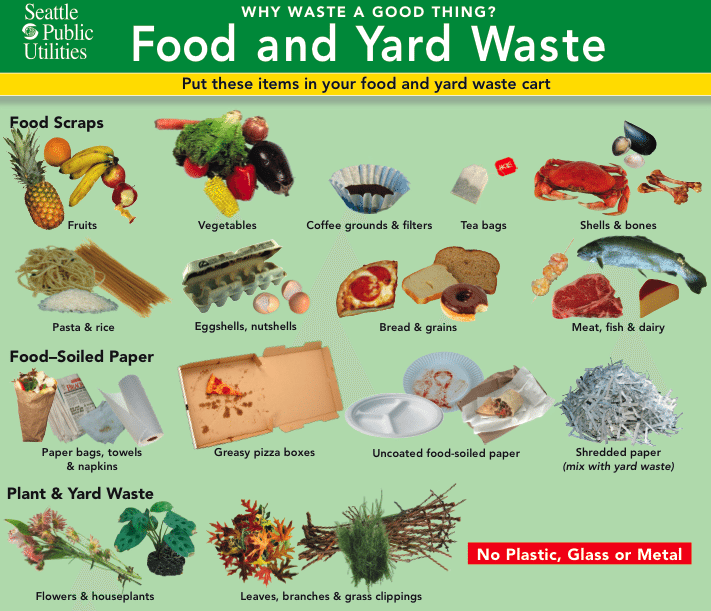 Seattle
Public
Utilities
WHY WASTE A GOOD THING?
Food and Yard Waste
Put these items in your food and yard waste cart
Food Scraps
Fruits
Vegetables
Coffee grounds & filters
Tea bags
Shells & bones
Pasta & rice
Eggshells, nutshells
Bread & grains
Meat, fish & dairy
Food–Soiled Paper
Paper bags, towels
& napkins
Greasy pizza boxes
Uncoated food-soiled paper
Shredded paper
(mix with yard waste)
Plant & Yard Waste
Flowers & houseplants
Leaves, branches & grass clippings
No Plastic, Glass or Metal